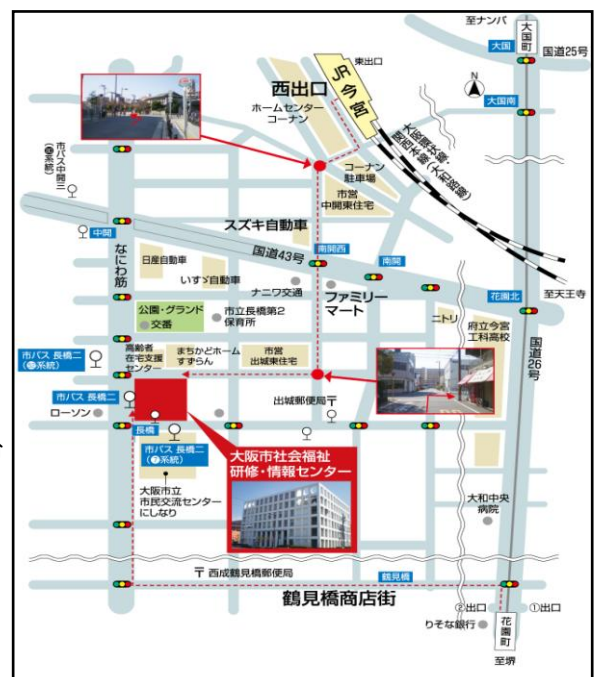 至ナンバ
大国町
大国
国道25号
東出口
JR今宮
西出口
ホームセンター
コーナン
大国南
N
大阪環状線・
関西本線(大和路線)
市バス中開三
コーナン
駐車場
市営
中開東住宅
スズキ自動車
中開
なにわ筋
国道43号
南開西
南開
日産自動車
いすゞ自動車
ナニワ交通
ファミリー
マート
花園北
至天王寺
公園・グランド
交番
市立長橋第2
保育所
ニトリ
府立今宮
工科高校
国道26号
市バス 長橋二
高齢者
在宅支援
センター
まちかどホーム
すずらん
市営
出城東住宅
市バス 長橋二
ローソン
出城郵便局〒
長橋
市バス 長橋二
(❼系統)
大阪市社会福祉
研修・情報センター
大阪市立
市民交流センター
にしなり
大和中央
病院
〒西成鶴見橋郵便局
鶴見橋
鶴見橋商店街
②出口
①出口
りそな銀行
花園町
至堺